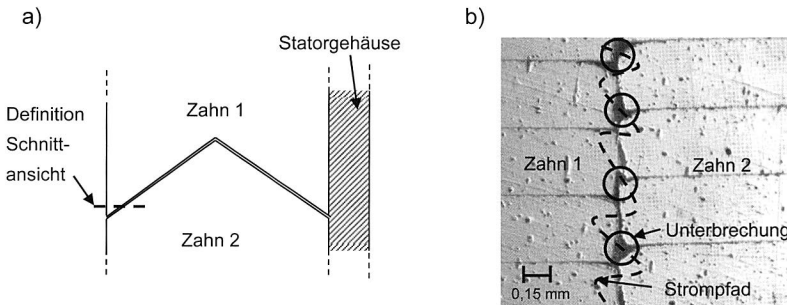 a)
Statorgehäuse
Definition
Schnitt-
ansicht
Zahn 1
Zahn 2
b)
Zahn 1
Zahn 2
Unterbrechung
Strompfad
0,15 mm